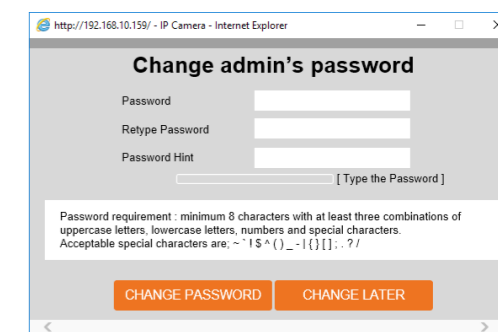 http://192.168.10.159/ - IP Camera - Internet Explorer
Change admin's password
Password
Retype Password
Password Hint
[ Type the Password ]
Password requirement : minimum 8 characters with at least three combinations of
uppercase letters, lowercase letters, numbers and special characters.
Acceptable special characters are; ~ ` ! $ ^ ( ) _ - | { } [ ] ; . ? /
CHANGE PASSWORD
CHANGE LATER